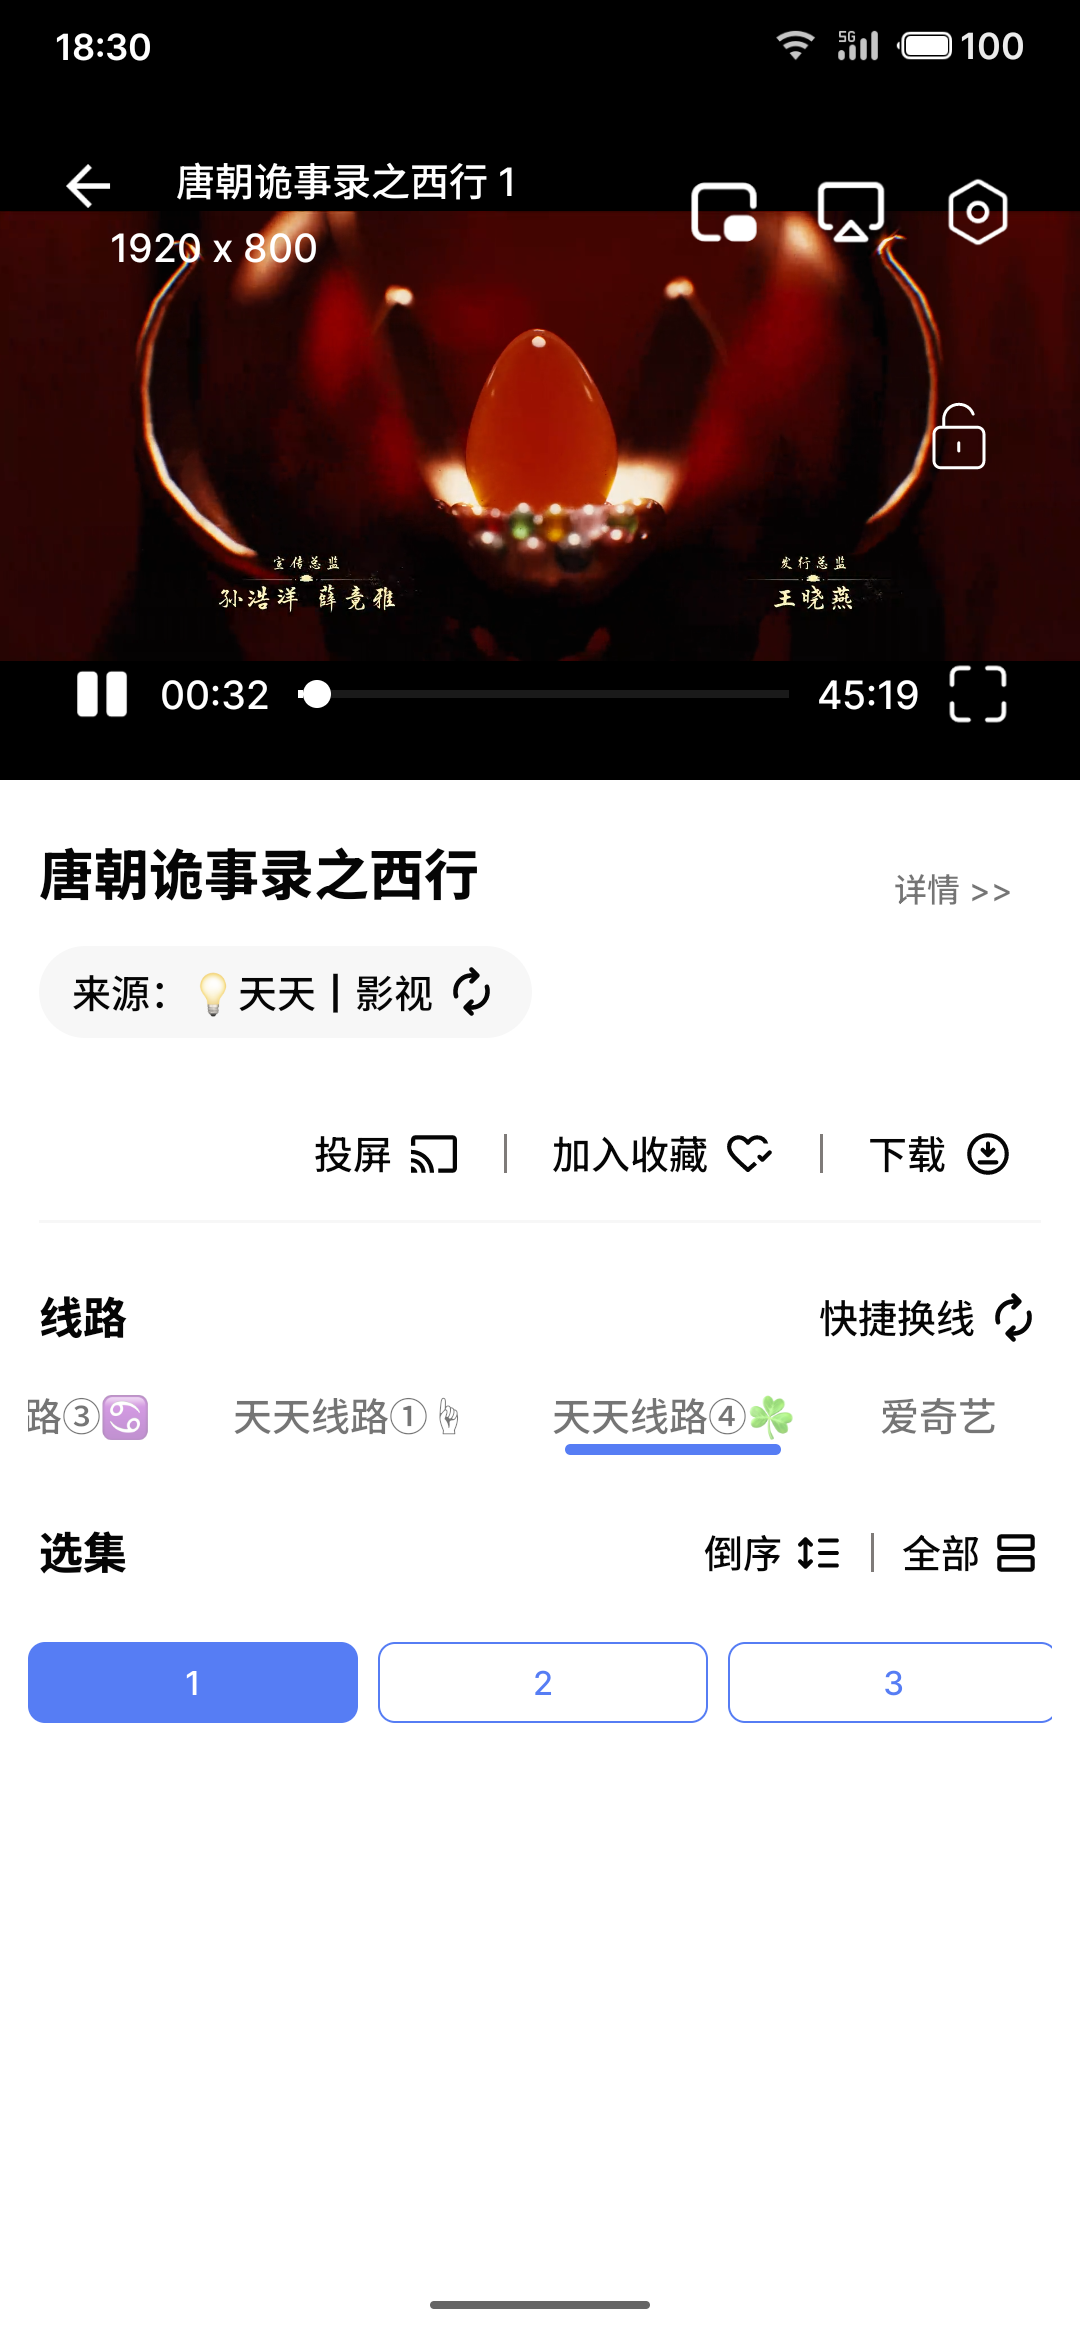 18:30
5G
100
唐朝诡事录之西行 1
1920 x 800
宣传总监
孙浩洋 薛竟雅
发行总监
王晓燕
00:32
45:19
唐朝诡事录之西行
详情 >>
来源：💡天天┃影视
投屏
加入收藏
下载
线路
快捷换线
路③♋
天天线路①☝
天天线路④☘
爱奇艺
选集
倒序
全部
1
2
3